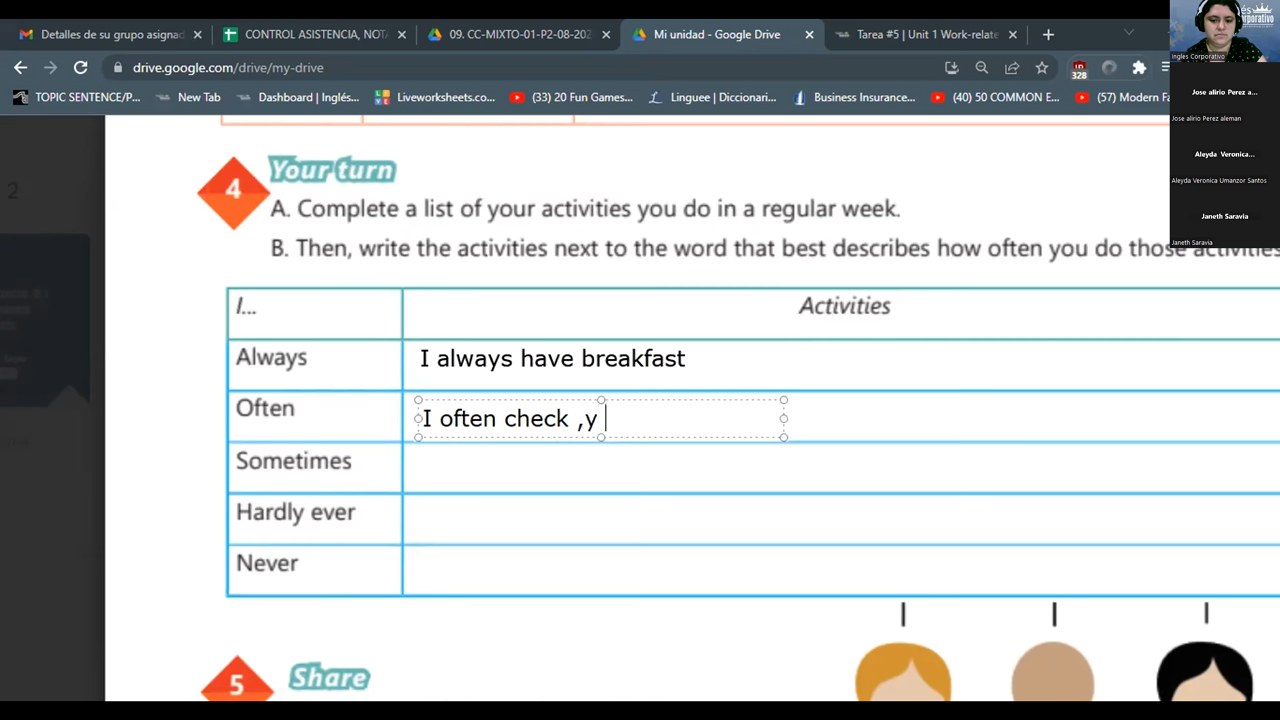 Detalles de su grupo asignad
CONTROL ASISTENCIA, NOTA
09. CC-MIXTO-01-P2-08-202
Mi unidad - Google Drive
Tarea #5 | Unit 1 Work-relate
drive.google.com/drive/my-drive
328
TOPIC SENTENCE/P...
New Tab
Dashboard | Inglés...
Liveworksheets.co...
(33) 20 Fun Games...
Linguee | Diccionari...
Business Insurance...
(40) 50 COMMON E...
(57) Modern Fa
Ingles Corporativo
Jose alirio Perez a...
Jose alirio Perez aleman
Aleyda Veronica...
Aleyda Veronica Umanzor Santos
Janeth Saravia
Janeth Saravia
2
4
Your turn
A. Complete a list of your activities you do in a regular week.
B. Then, write the activities next to the word that best describes how often you do those activities
I...
Activities
Always
I always have breakfast
Often
I often check ,y
Sometimes
Hardly ever
Never
5
Share